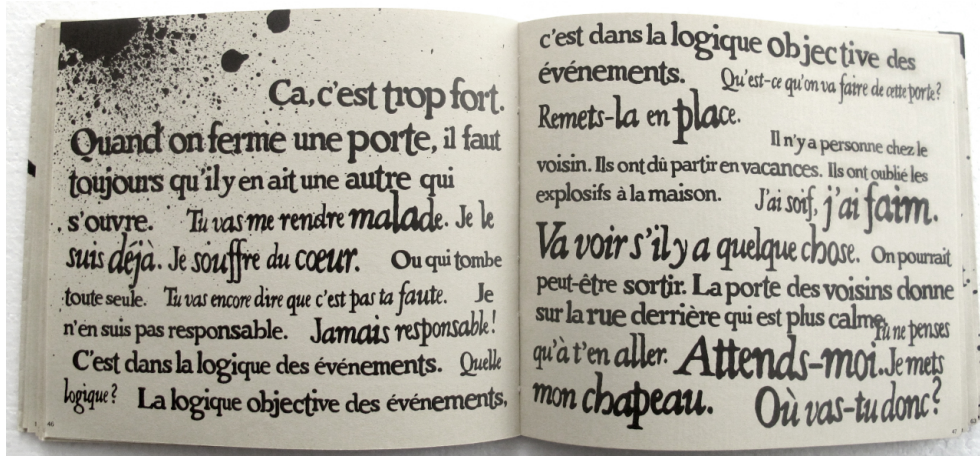 Ca, c'est trop fort.
Quand on ferme une porte, il faut
toujours qu'il y en ait une autre qui
s'ouvre. Tu vas me rendre malade. Je le
suis déjà. Je souffre du cœur. Ou qui tombe
toute seule. Tu vas encore dire que c'est pas ta faute. Je
n'en suis pas responsable. Jamais responsable!
C'est dans la logique des événements. Quelle
logique? La logique objective des événements,
46
c'est dans la logique objective des
événements. Qu'est-ce qu'on va faire de cette porte?
Remets-la en place.
Il n'y a personne chez le
voisin. Ils ont dû partir en vacances. Ils ont oublié les
explosifs à la maison. J'ai soif, j'ai faim.
Va voir s'il y a quelque chose. On pourrait
peut-être sortir. La porte des voisins donne
sur la rue derrière qui est plus calme.
Tu ne penses
qu'à t'en aller. Attends-moi. Je mets
mon chapeau. Où vas-tu donc?